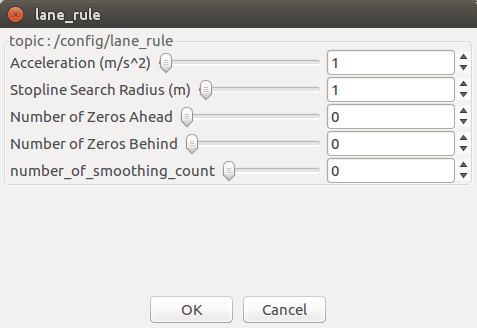 lane_rule
topic : /config/lane_rule
Acceleration (m/s^2) 1
Stopline Search Radius (m) 1
Number of Zeros Ahead 0
Number of Zeros Behind 0
number_of_smoothing_count 0
OK Cancel